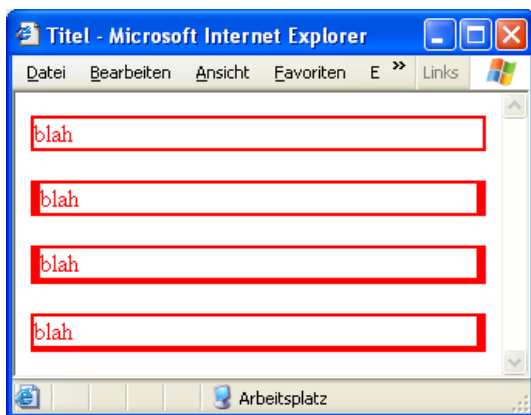 Titel - Microsoft Internet Explorer
Datei Bearbeiten Ansicht Favoriten E » Links
blah
blah
blah
blah
Arbeitsplatz